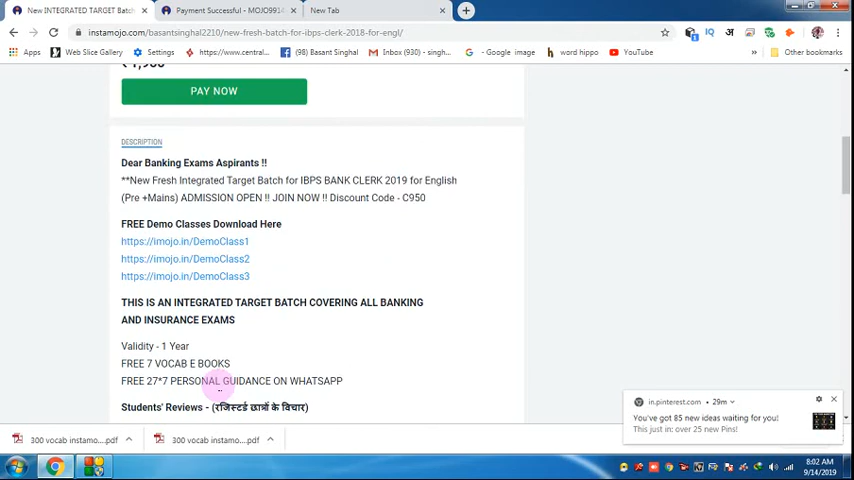 New INTEGRATED TARGET Batch
Payment Successful - MOJO991
New Tab
instamojo.com/basantsinghal2210/new-fresh-batch-for-ibps-clerk-2018-for-engl/
Apps
Web Slice Gallery
Settings
https://www.central...
(98) Basant Singhal
Inbox (930) - singh...
- Google image
word hippo
YouTube
Other bookmarks
PAY NOW
DESCRIPTION
Dear Banking Exams Aspirants !!
**New Fresh Integrated Target Batch for IBPS BANK CLERK 2019 for English
(Pre +Mains) ADMISSION OPEN !! JOIN NOW !! Discount Code - C950
FREE Demo Classes Download Here
https://imojo.in/DemoClass1
https://imojo.in/DemoClass2
https://imojo.in/DemoClass3
THIS IS AN INTEGRATED TARGET BATCH COVERING ALL BANKING
AND INSURANCE EXAMS
Validity - 1 Year
FREE 7 VOCAB E BOOKS
FREE 27*7 PERSONAL GUIDANCE ON WHATSAPP
Students' Reviews - (रजिस्टर्ड छात्रों के विचार)
in.pinterest.com • 29m
You've got 85 new ideas waiting for you!
This just in: over 25 new Pins!
300 vocab instamo....pdf
300 vocab instamo....pdf
8:02 AM
9/14/2019